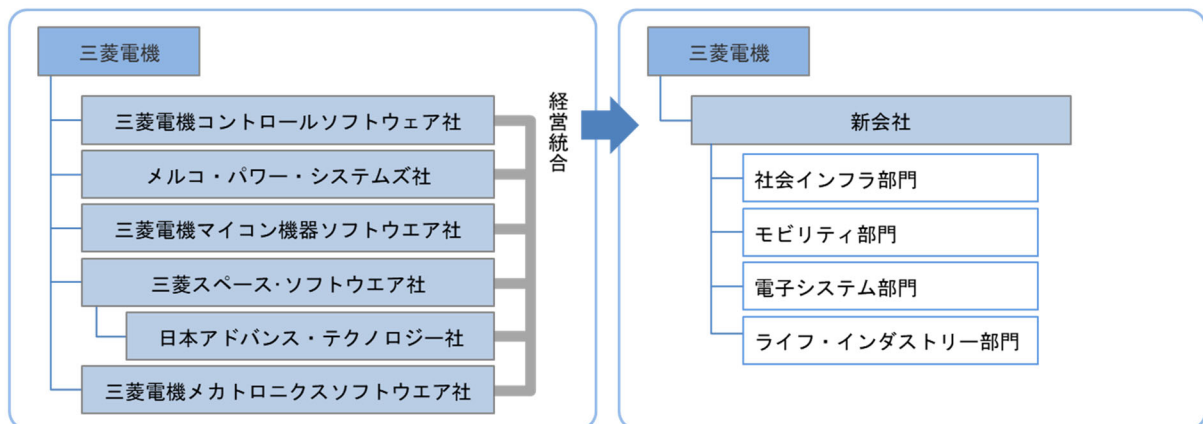 三菱電機
三菱電機コントロールソフトウェア社
メルコ・パワー・システムズ社
三菱電機マイコン機器ソフトウエア社
三菱スペース・ソフトウエア社
日本アドバンス・テクノロジー社
三菱電機メカトロニクスソフトウエア社
経営統合
三菱電機
新会社
社会インフラ部門
モビリティ部門
電子システム部門
ライフ・インダストリー部門